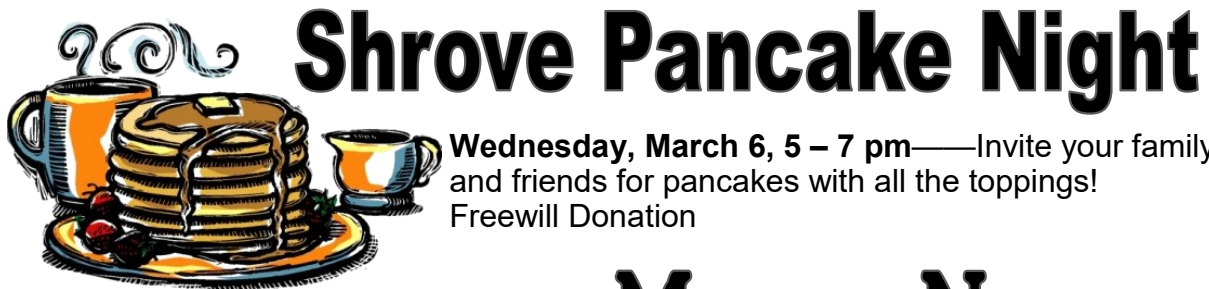 Shrove Pancake Night
Wednesday, March 6, 5 – 7 pm——Invite your family
and friends for pancakes with all the toppings!
Freewill Donation